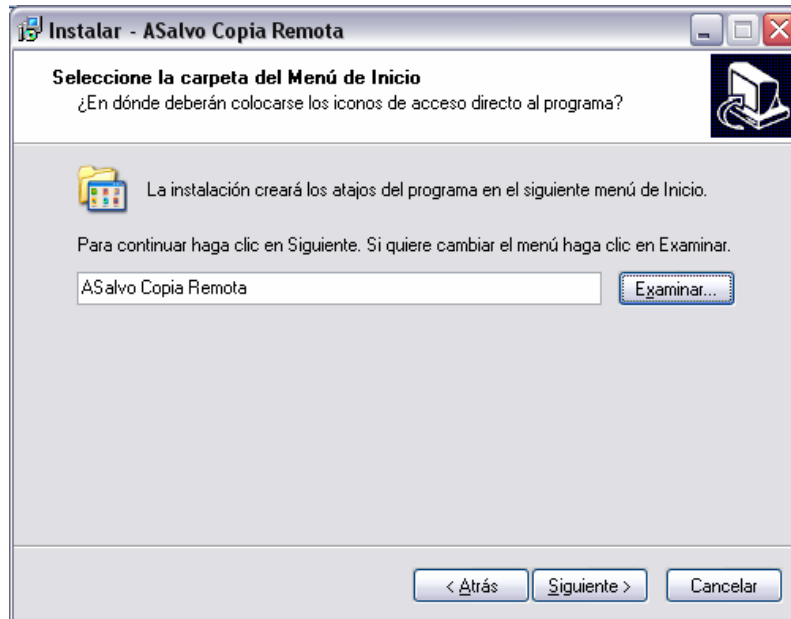 Instalar - ASalvo Copia Remota
Seleccione la carpeta del Menú de Inicio
¿En dónde deberán colocarse los iconos de acceso directo al programa?
La instalación creará los atajos del programa en el siguiente menú de Inicio.
Para continuar haga clic en Siguiente. Si quiere cambiar el menú haga clic en Examinar.
ASalvo Copia Remota
Examinar...
< Atrás
Siguiente >
Cancelar